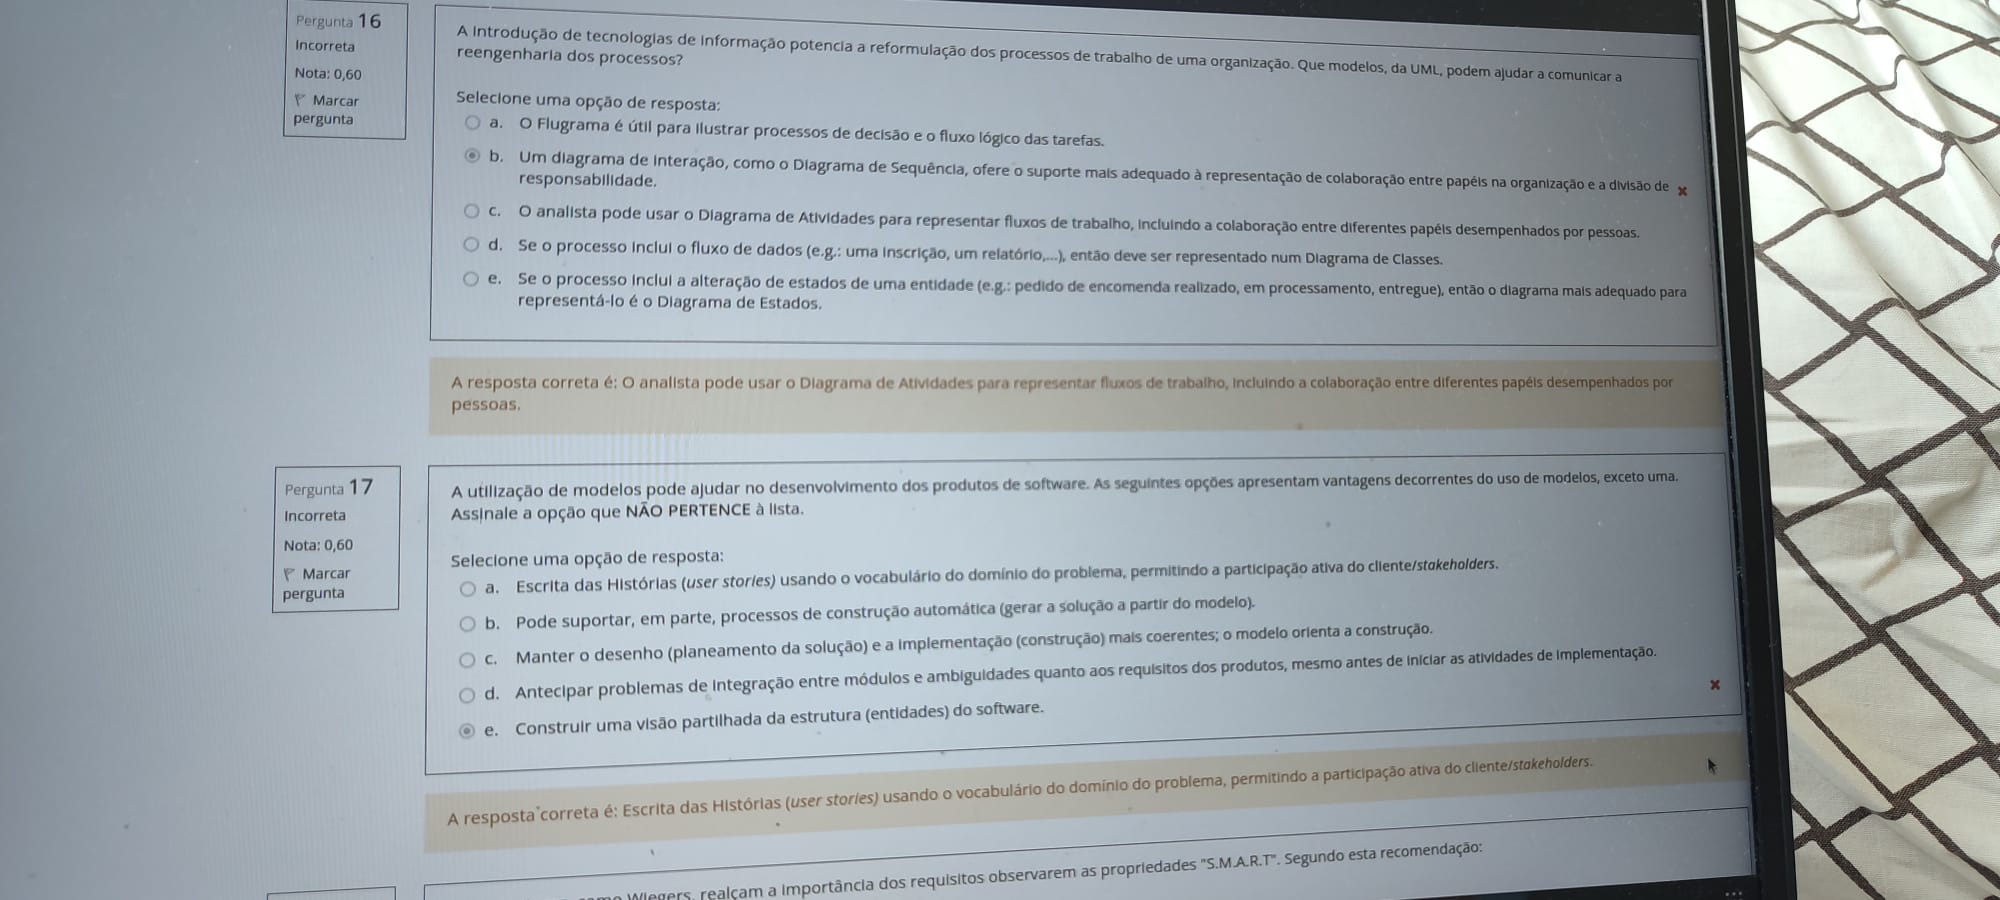 Pergunta 16
Incorreta
Nota: 0,60
Marcar
pergunta
A introdução de tecnologias de informação potencia a reformulação dos processos de trabalho de uma organização. Que modelos, da UML, podem ajudar a comunicar a
reengenharia dos processos?
Selecione uma opção de resposta:
a. O Flugrama é útil para ilustrar processos de decisão e o fluxo lógico das tarefas.
b. Um diagrama de interação, como o Diagrama de Sequência, ofere o suporte mais adequado à representação de colaboração entre papéis na organização e a divisão de
responsabilidade.
c. O analista pode usar o Diagrama de Atividades para representar fluxos de trabalho, incluindo a colaboração entre diferentes papéis desempenhados por pessoas.
d. Se o processo inclui o fluxo de dados (e.g.: uma inscrição, um relatório,...), então deve ser representado num Diagrama de Classes.
e. Se o processo inclui a alteração de estados de uma entidade (e.g.: pedido de encomenda realizado, em processamento, entregue), então o diagrama mais adequado para
representá-lo é o Diagrama de Estados.
A resposta correta é: O analista pode usar o Diagrama de Atividades para representar fluxos de trabalho, incluindo a colaboração entre diferentes papéis desempenhados por
pessoas.
Pergunta 17
Incorreta
Nota: 0,60
Marcar
pergunta
A utilização de modelos pode ajudar no desenvolvimento dos produtos de software. As seguintes opções apresentam vantagens decorrentes do uso de modelos, exceto uma.
Assinale a opção que NÃO PERTENCE à lista.
Selecione uma opção de resposta:
a. Escrita das Histórias (user stories) usando o vocabulário do domínio do problema, permitindo a participação ativa do cliente/stakeholders.
b. Pode suportar, em parte, processos de construção automática (gerar a solução a partir do modelo).
c. Manter o desenho (planeamento da solução) e a implementação (construção) mais coerentes; o modelo orienta a construção.
d. Antecipar problemas de integração entre módulos e ambiguidades quanto aos requisitos dos produtos, mesmo antes de iniciar as atividades de implementação.
e. Construir uma visão partilhada da estrutura (entidades) do software.
A resposta correta é: Escrita das Histórias (user stories) usando o vocabulário do domínio do problema, permitindo a participação ativa do cliente/stakeholders.
Wiegers, realçam a importância dos requisitos observarem as propriedades "S.M.A.R.T". Segundo esta recomendação: